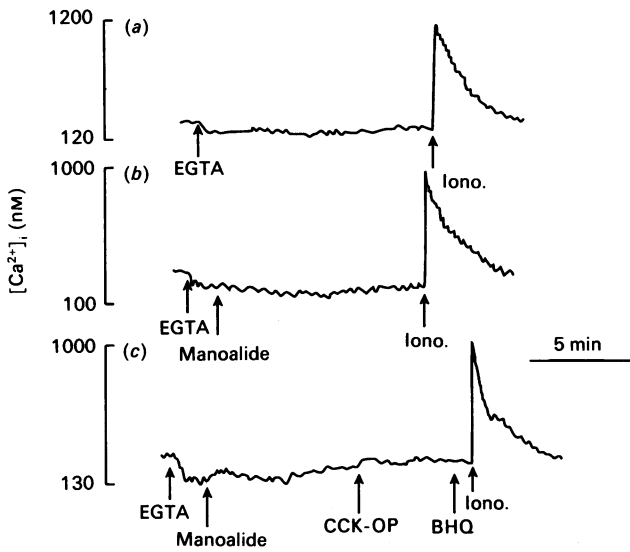 1200
(a)
120
EGTA
Iono.
[Ca²⁺]ᵢ, (nM)
1000
(b)
100
EGTA
Manoalide
Iono.
5 min
1000
(c)
130
EGTA
Manoalide
CCK-OP
BHQ
Iono.